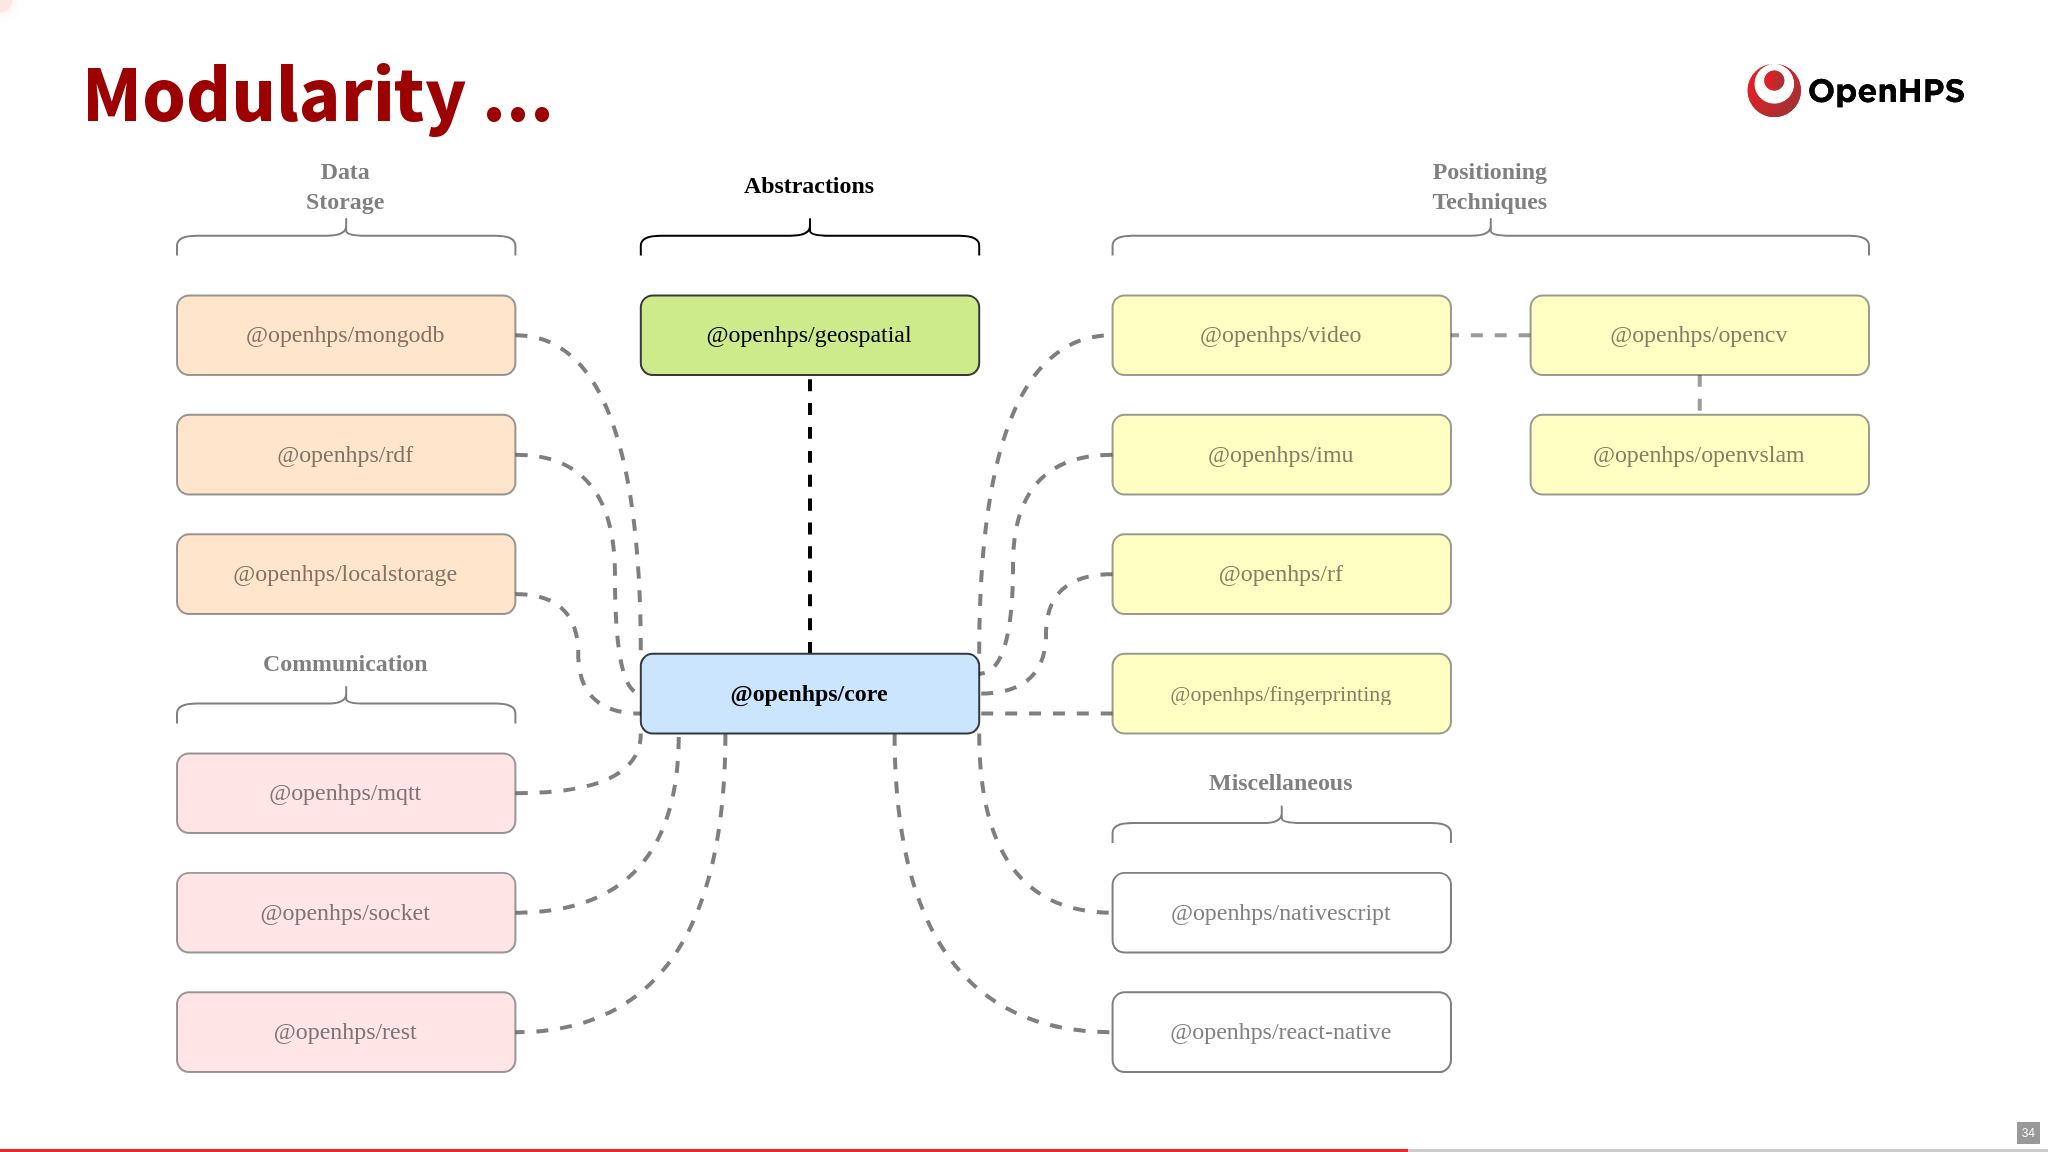 Modularity ...
OpenHPS
Data
Storage
@openhps/mongodb
@openhps/rdf
@openhps/localstorage
Communication
@openhps/mqtt
@openhps/socket
@openhps/rest
Abstractions
@openhps/geospatial
@openhps/core
Positioning
Techniques
@openhps/video
@openhps/opencv
@openhps/imu
@openhps/openvslam
@openhps/rf
@openhps/fingerprinting
Miscellaneous
@openhps/nativescript
@openhps/react-native
34